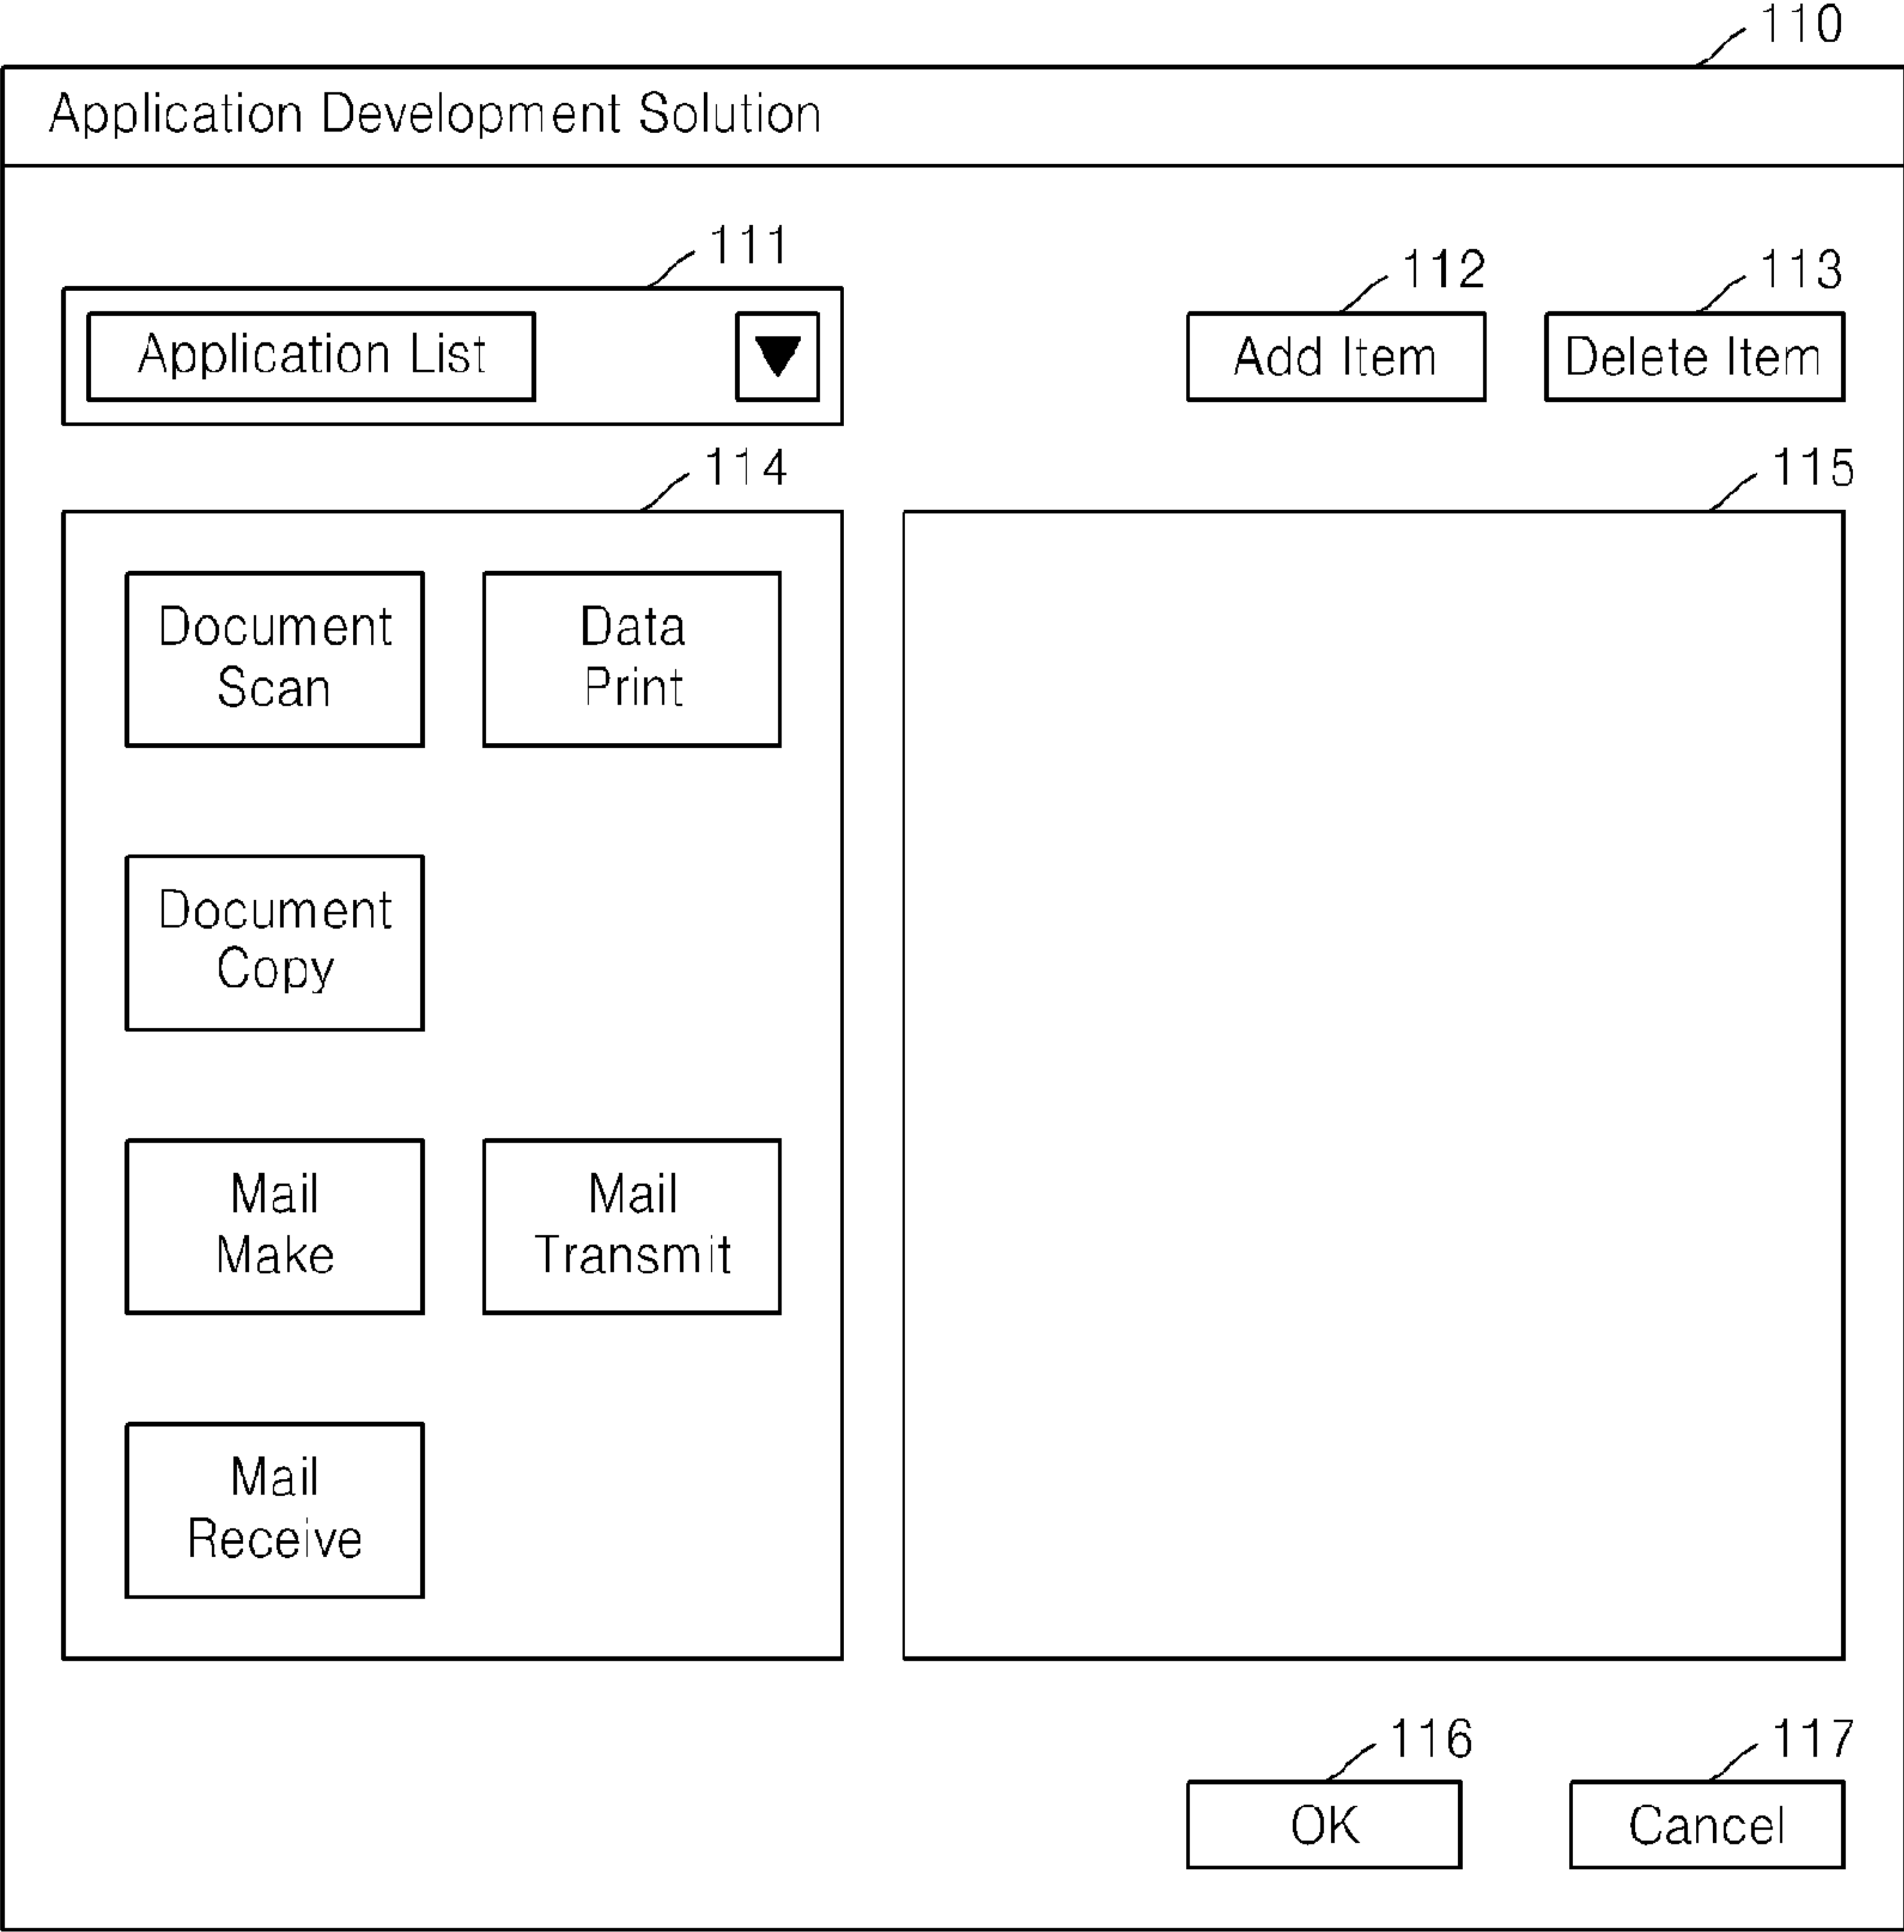 110
Application Development Solution
111
112
113
Application List
Add Item
Delete Item
114
115
Document
Scan
Data
Print
Document
Copy
Mail
Make
Mail
Transmit
Mail
Receive
116
117
OK
Cancel